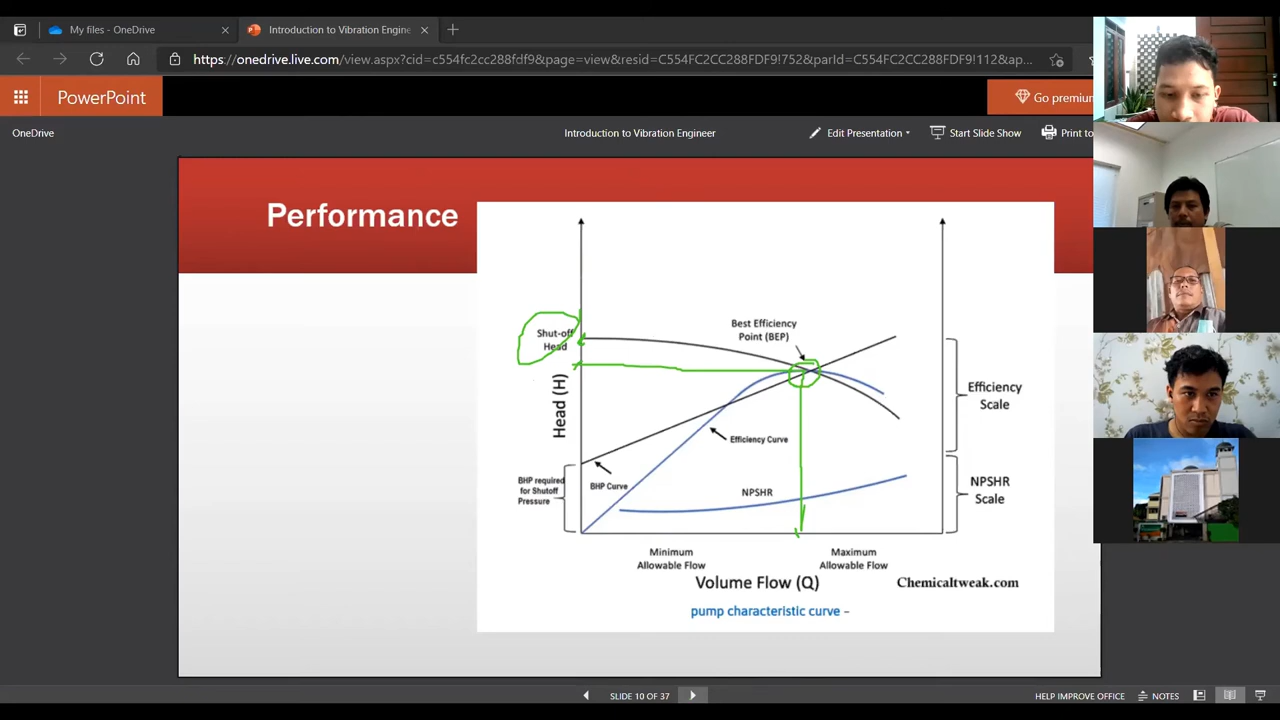 My files - OneDrive
Introduction to Vibration Engine
https://onedrive.live.com/view.aspx?cid=c554fc2cc288fdf9&page=view&resid=C554FC2CC288FDF9!752&parId=C554FC2CC288FDF9!112&ap...
PowerPoint
Go premium
OneDrive
Introduction to Vibration Engineer
Edit Presentation
Start Slide Show
Print to
Performance
Shut-off
Head
Best Efficiency
Point (BEP)
Head (H)
Efficiency
Scale
Efficiency Curve
BHP required
for Shutoff
Pressure
BHP Curve
NPSHR
NPSHR
Scale
Minimum
Allowable Flow
Maximum
Allowable Flow
Volume Flow (Q)
Chemicaltweak.com
pump characteristic curve –
SLIDE 10 OF 37
HELP IMPROVE OFFICE
NOTES